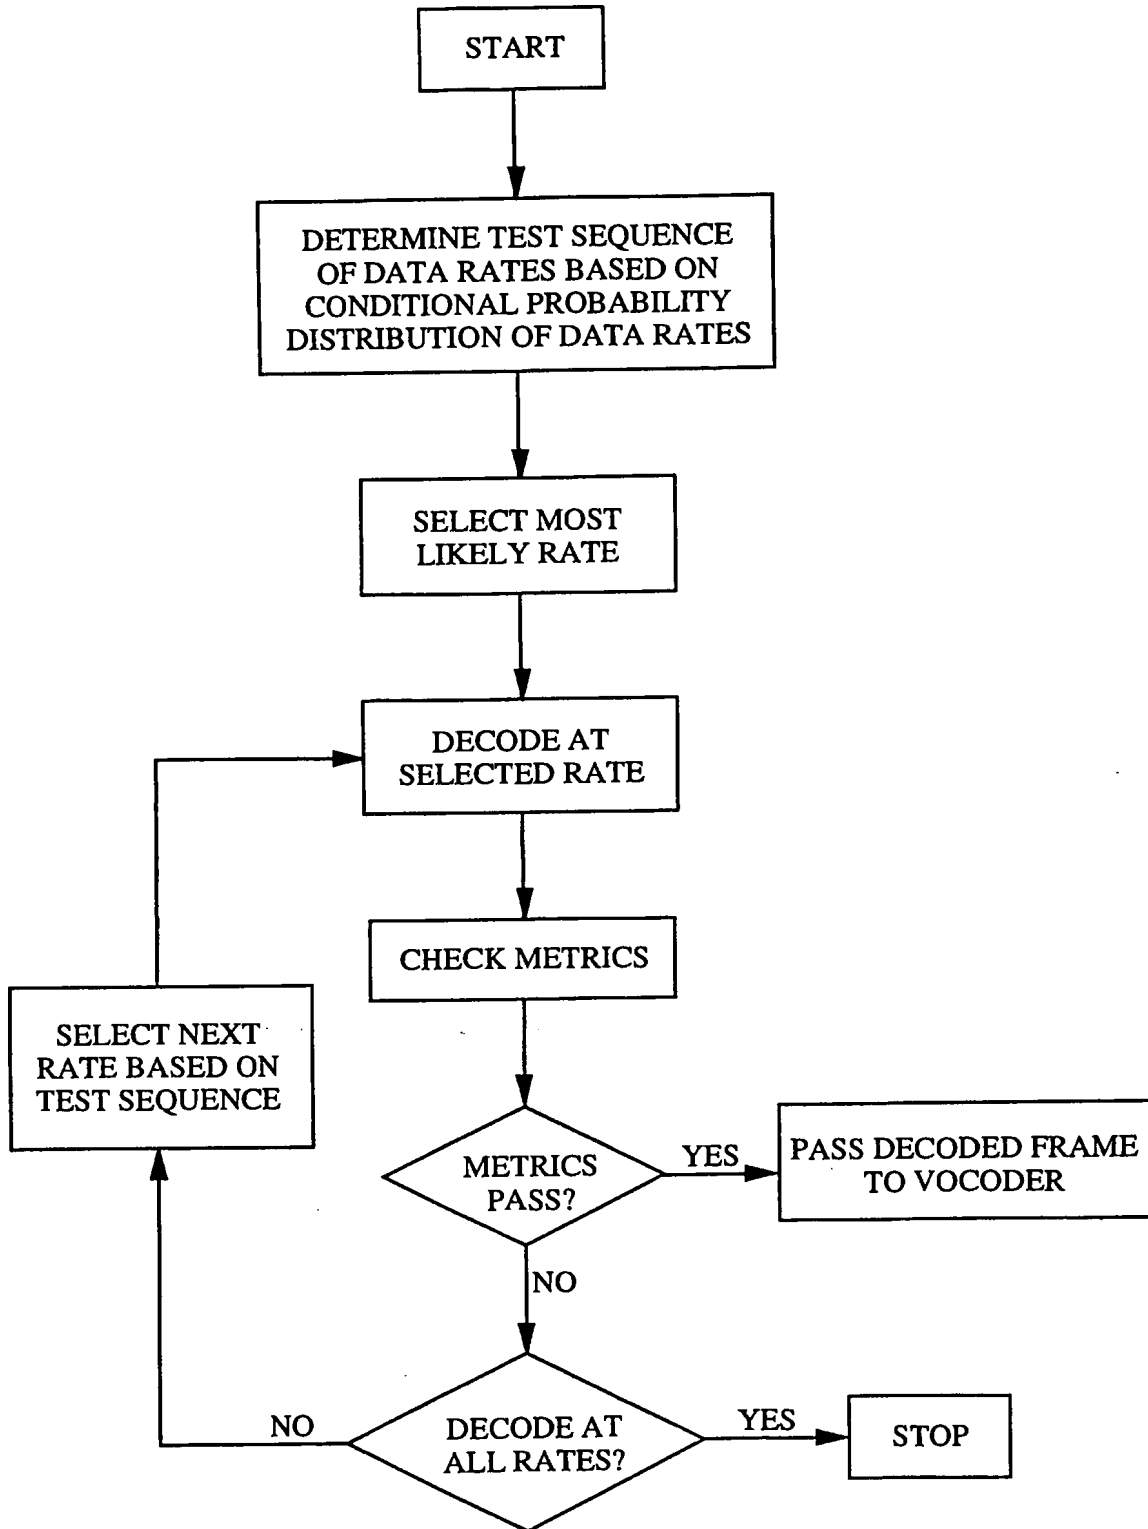 START
DETERMINE TEST SEQUENCE
OF DATA RATES BASED ON
CONDITIONAL PROBABILITY
DISTRIBUTION OF DATA RATES
SELECT MOST
LIKELY RATE
DECODE AT
SELECTED RATE
CHECK METRICS
SELECT NEXT
RATE BASED ON
TEST SEQUENCE
METRICS
PASS?
YES
PASS DECODED FRAME
TO VOCODER
NO
DECODE AT
ALL RATES?
NO
YES
STOP